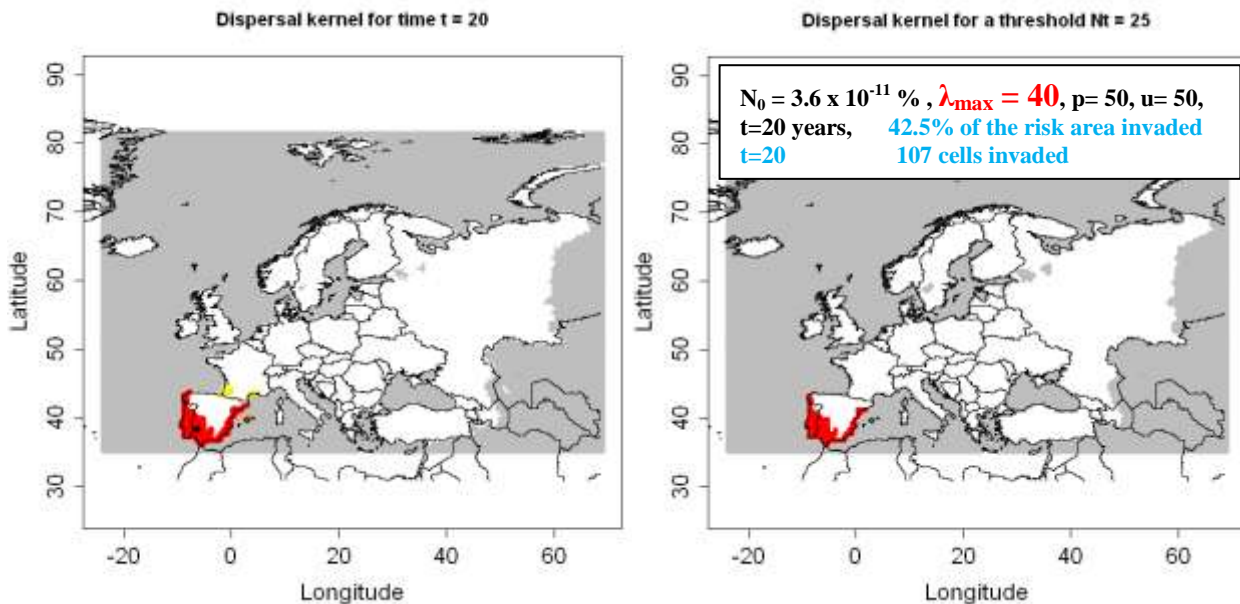 Dispersal kernel for time t = 20
90
80
70
60
50
40
30
Latitude
-20 0 20 40 60
Longitude
Dispersal kernel for a threshold Nt = 25
N₀ = 3.6 x 10⁻¹¹ % , λmax = 40, p= 50, u= 50,
t=20 years, 42.5% of the risk area invaded
t=20 107 cells invaded
90
80
70
60
50
40
30
Latitude
-20 0 20 40 60
Longitude